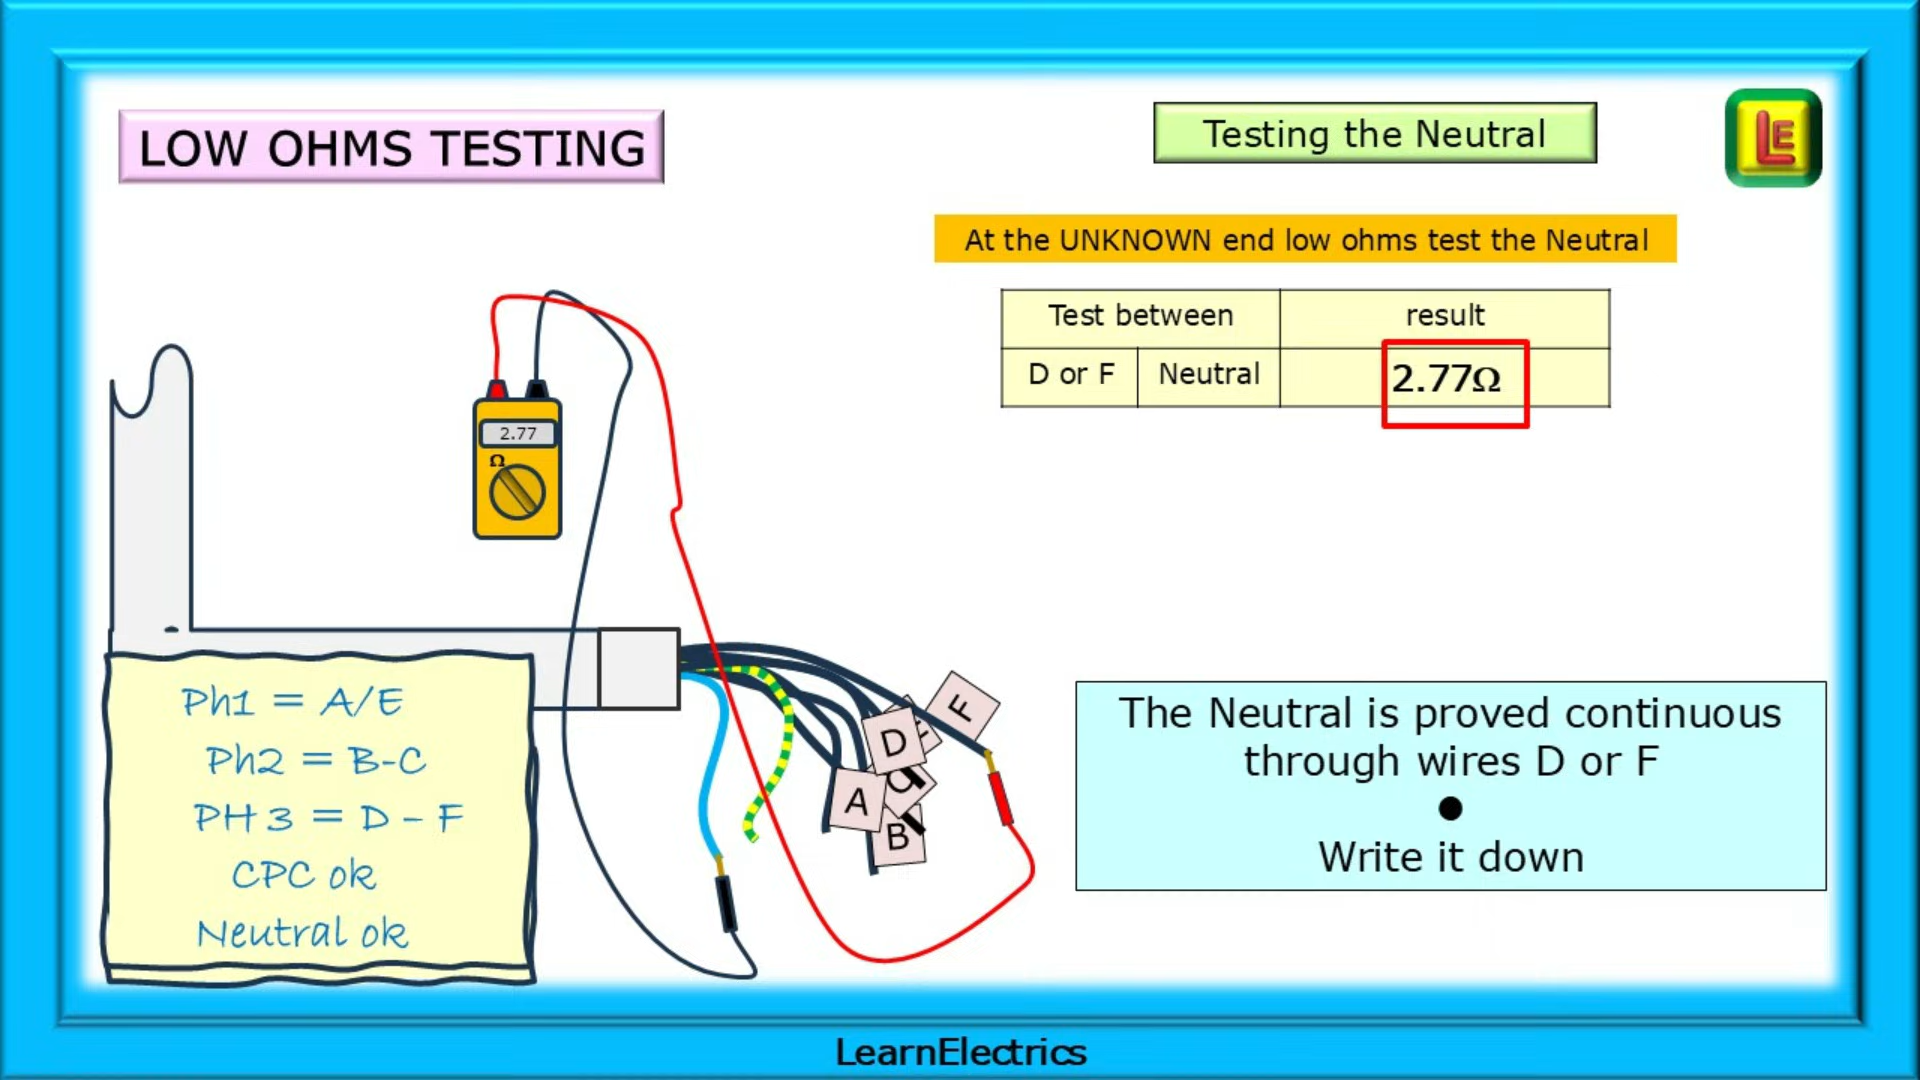 LOW OHMS TESTING
Testing the Neutral
LE
At the UNKNOWN end low ohms test the Neutral
Test between result
D or F Neutral 2.77Ω
2.77
Ω
Ph1 = A/E
Ph2 = B-C
PH 3 = D - F
CPC ok
Neutral ok
F
D
A
B
The Neutral is proved continuous
through wires D or F
●
Write it down
LearnElectrics